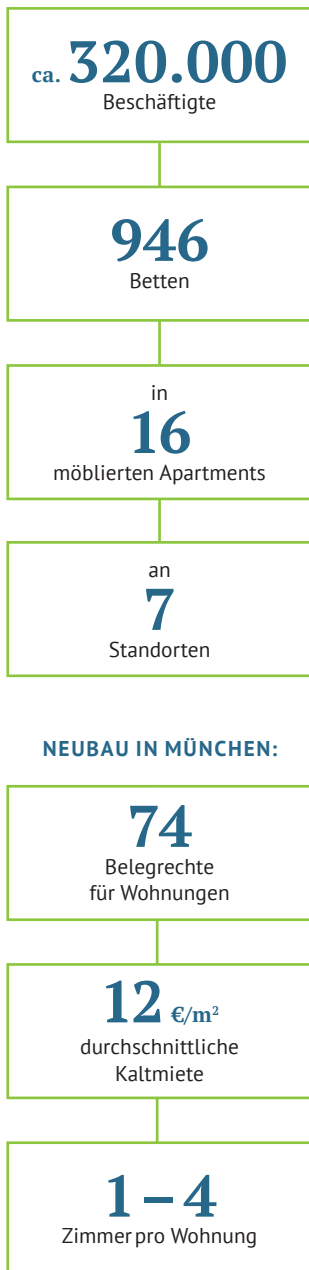 ca. 320.000
Beschäftigte
946
Betten
in
16
möblierten Apartments
an
7
Standorten
NEUBAU IN MÜNCHEN:
74
Belegrechte
für Wohnungen
12 €/m²
durchschnittliche
Kaltmiete
1 – 4
Zimmer pro Wohnung